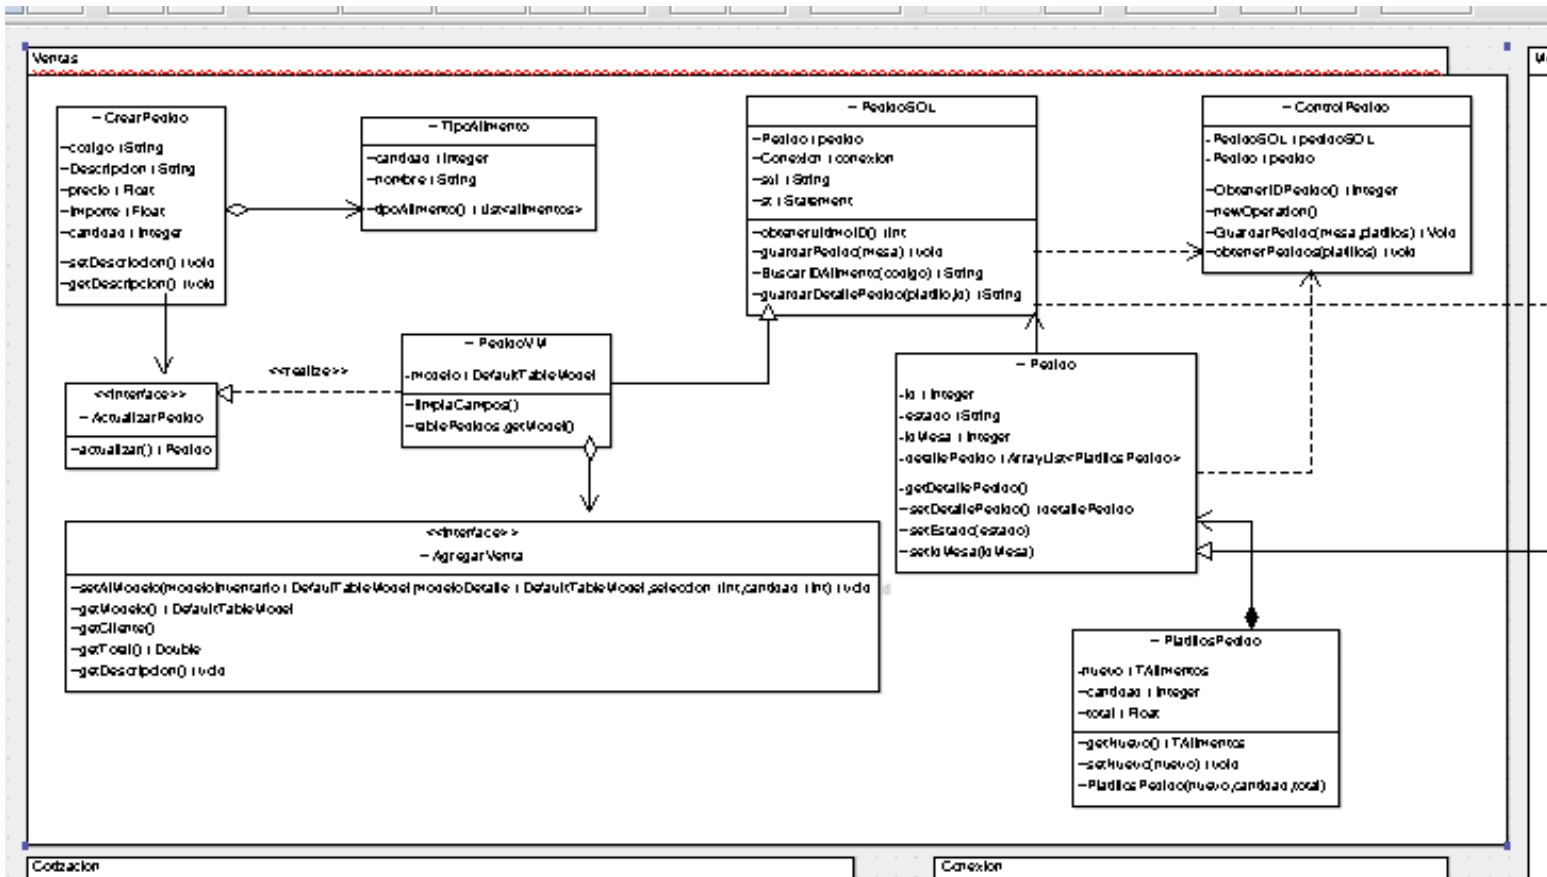 Ventas
CrearPedido
-codigo : String
-Descripcion : String
-precio : Float
-importe : Float
-cantidad : Integer
-setDescripcion() : void
-getDescripcion() : void
TipoAlimento
-cantidad : Integer
-nombre : String
-tipoAlimento() : List<alimentos>
PedidoSQL
-Pedido : pedido
-Conexion : conexion
-sql : String
-st : Statement
-obtenerUltimoID() : int
-guardarPedido(mesa) : void
-BuscarIDAlimento(codigo) : String
-guardarDetallePedido(platillo,id) : String
ControlPedido
-PedidoSQL : pedidoSQL
-Pedido : pedido
-ObtenerIDPedido() : Integer
-newOperation()
-GuardarPedido(mesa,platillos) : Void
-obtenerPedidos(platillos) : void
PedidoVM
-modelo : DefaultTableModel
-limpiaCampos()
-tablePedidos.getModel()
<<realize>>
<<interface>>
ActualizarPedido
-actualizar() : Pedido
Pedido
-id : Integer
-estado : String
-idMesa : Integer
-detallePedido : ArrayList<PlatillosPedido>
-getDetallePedido()
-setDetallePedido() : detallePedido
-setEstado(estado)
-setIdMesa(idMesa)
<<interface>>
AgregarVenta
-setAlModelo(modeloInventario : DefaulTableModel,modeloDetalle : DefaultTableModel,seleccion : int,cantidad : int) : void
-getModelo() : DefaultTableModel
-getCliente()
-getTotal() : Double
-getDescripcion() : void
PlatillosPedido
-nuevo : TAlimentos
-cantidad : Integer
-total : Float
-getNuevo() : TAlimentos
-setNuevo(nuevo) : void
-PlatillosPedido(nuevo,cantidad,total)
Cotizacion
Conexion